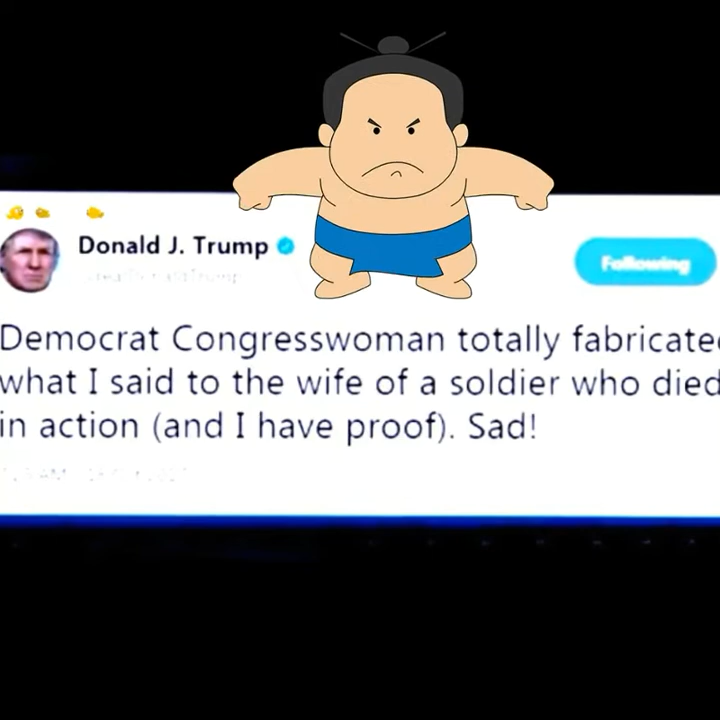 Donald J. Trump
Following
Democrat Congresswoman totally fabricated
what I said to the wife of a soldier who died
in action (and I have proof). Sad!